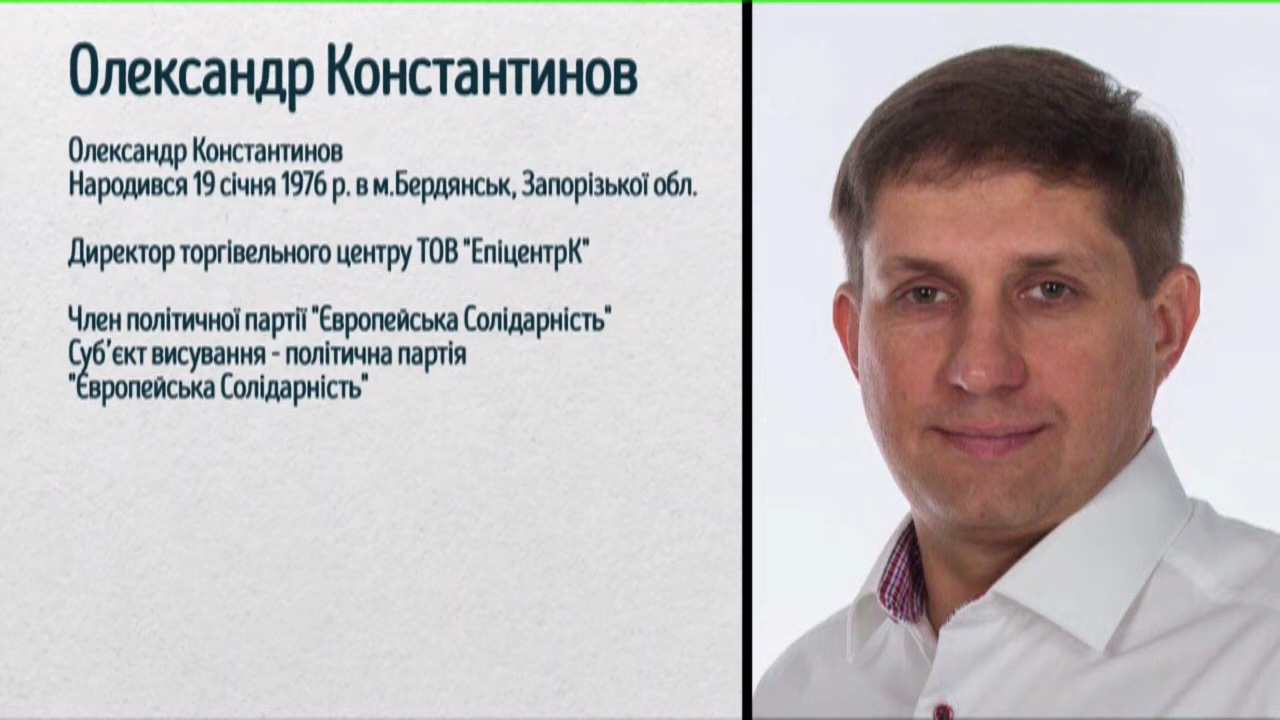 Олександр Константинов
Олександр Константинов
Народився 19 січня 1976 р. в м.Бердянськ, Запорізької обл.
Директор торгівельного центру ТОВ "ЕпіцентрК"
Член політичної партії "Європейська Солідарність"
Суб'єкт висування - політична партія
"Європейська Солідарність"